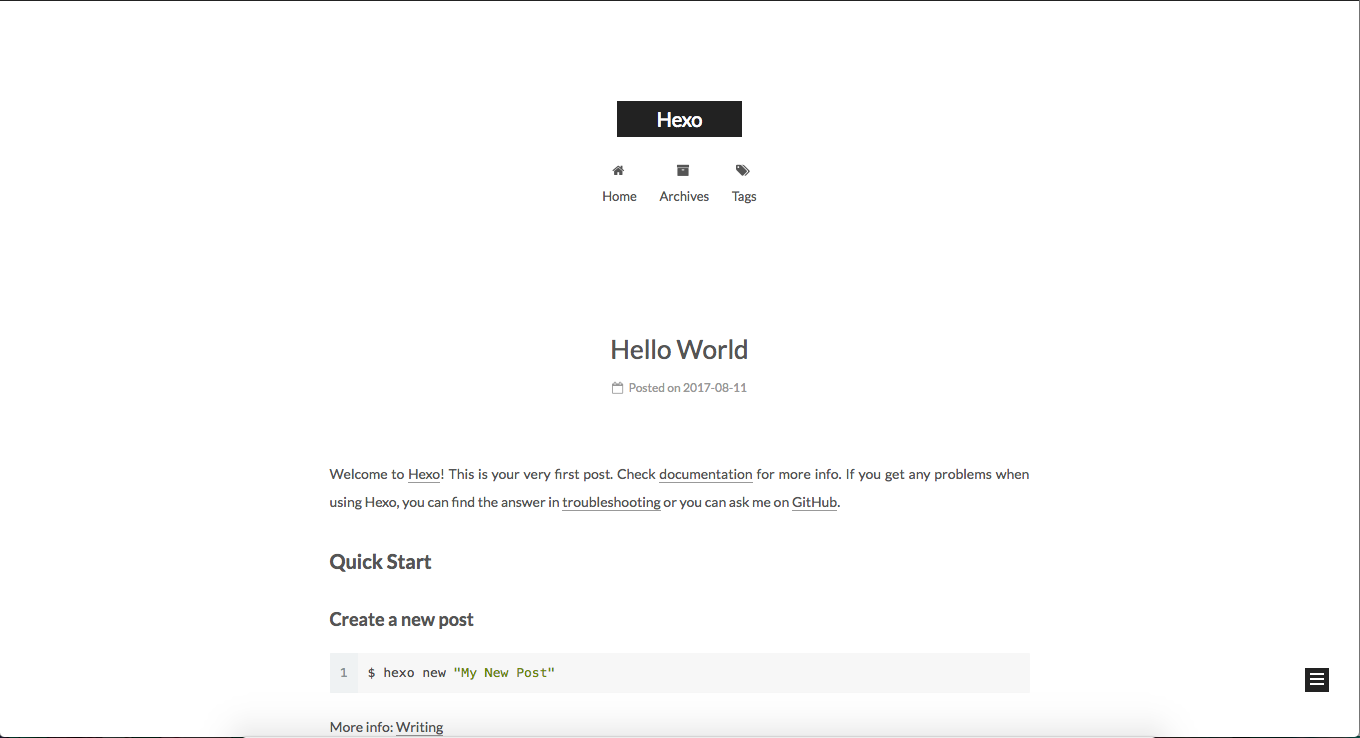 Hexo
Home Archives Tags
Hello World
Posted on 2017-08-11
Welcome to Hexo! This is your very first post. Check documentation for more info. If you get any problems when
using Hexo, you can find the answer in troubleshooting or you can ask me on GitHub.
Quick Start
Create a new post
1 $ hexo new "My New Post"
More info: Writing